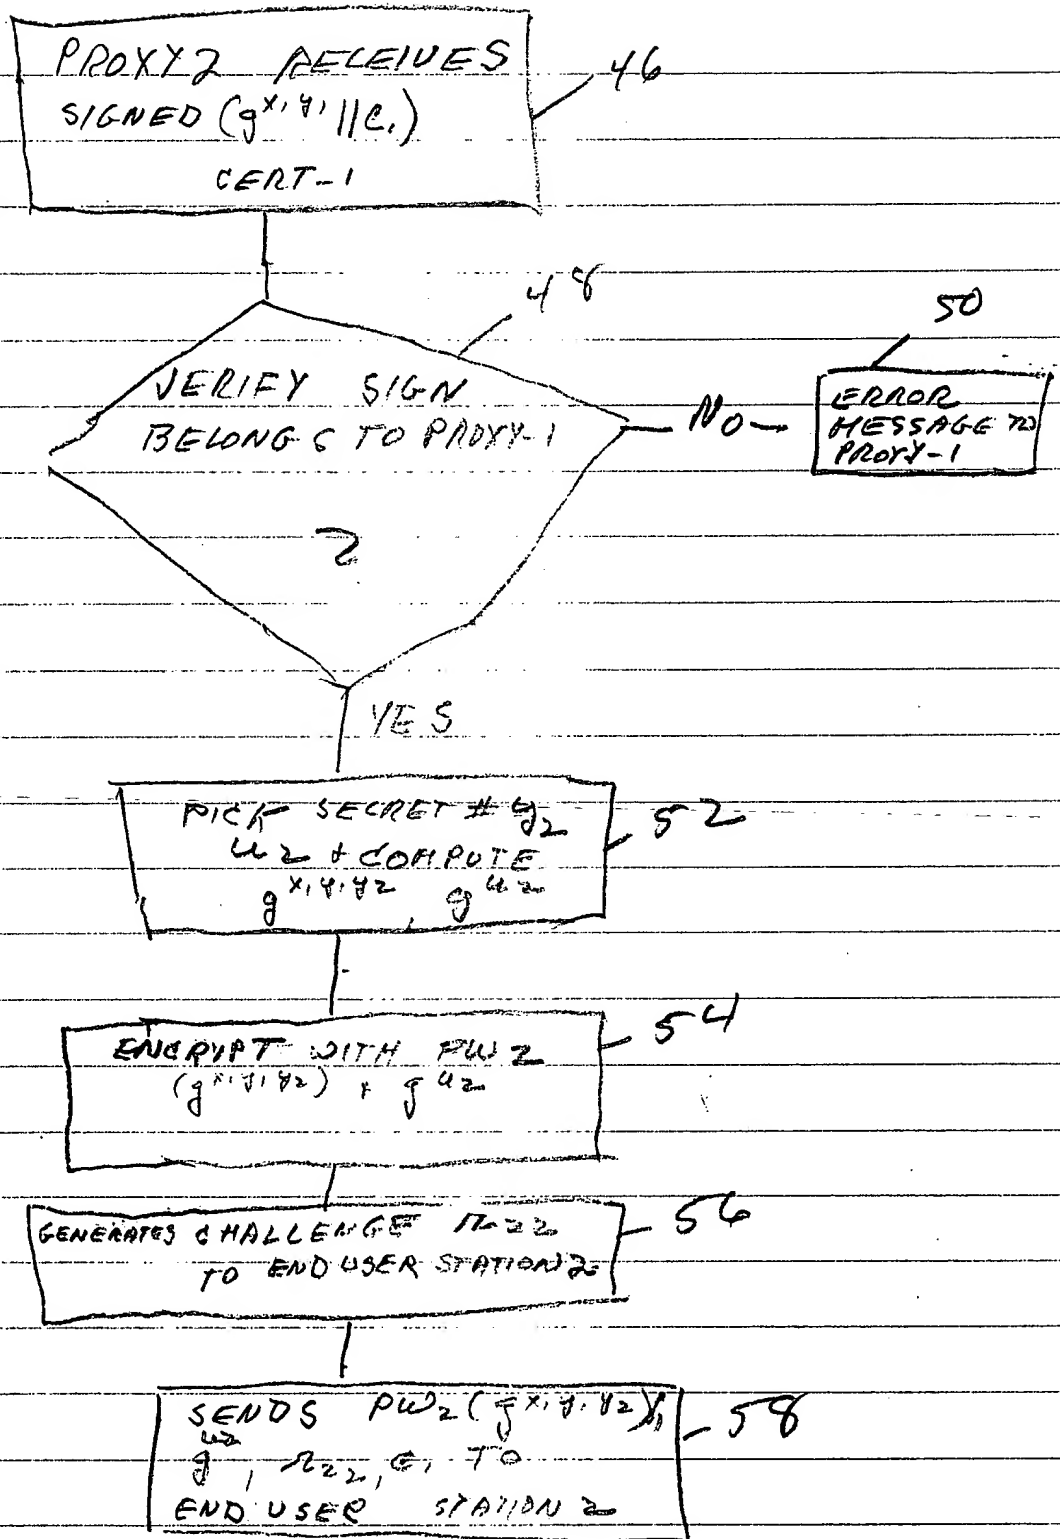 PROXY 2 RECEIVES
SIGNED (g^x1y1 || C1)
CERT-1
46
48
VERIFY SIGN
BELONGS TO PROXY-1
?
NO
50
ERROR
MESSAGE TO
PROXY-1
YES
PICK SECRET # y2
u2 + COMPUTE
g^x1y1y2, g^u2
52
ENCRYPT WITH PW2
(g^x1y1y2) + g^u2
54
GENERATES CHALLENGE r22
TO END USER STATION 2
56
SENDS PW2 (g^x1y1y2),
g^u2, r22, C1 TO
END USER STATION 2
58